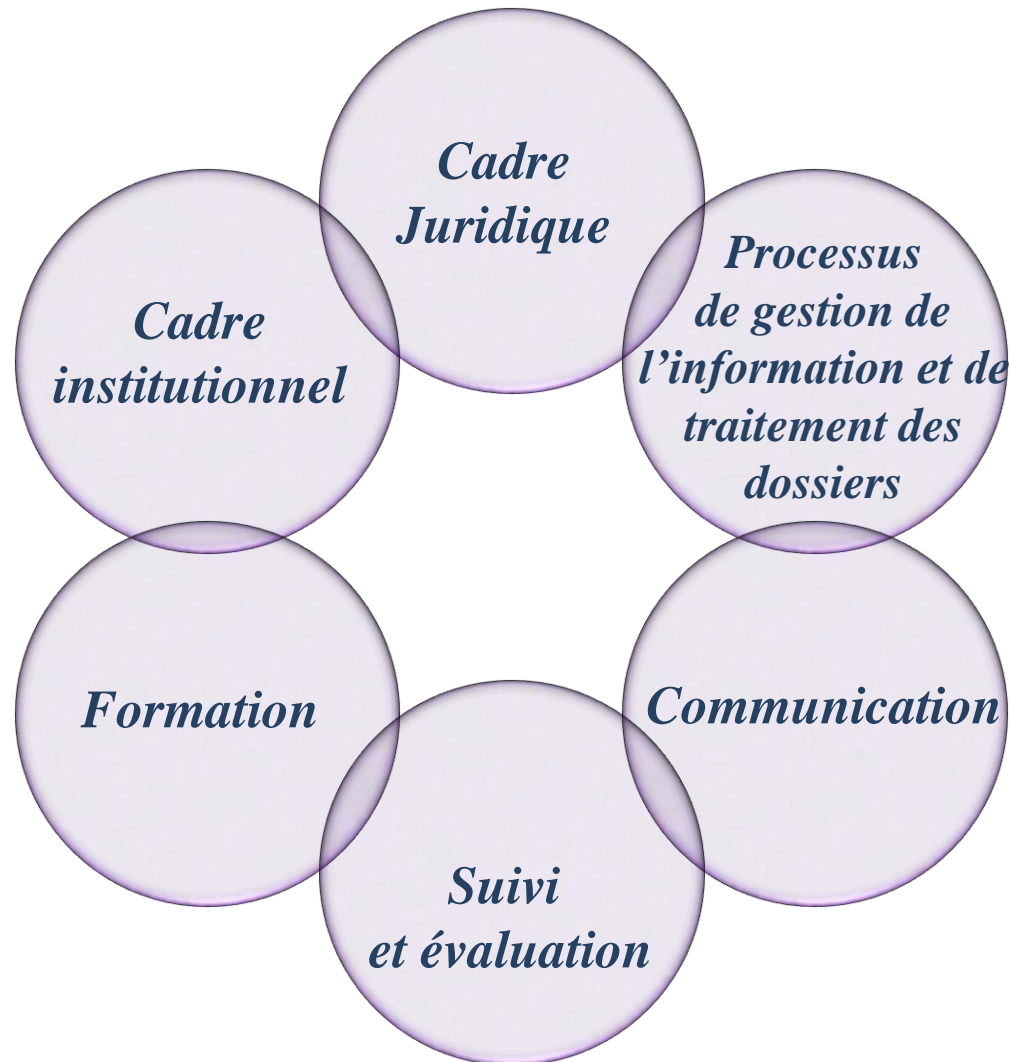 Cadre
Juridique
Processus
de gestion de
l’information et de
traitement des
dossiers
Communication
Suivi
et évaluation
Formation
Cadre
institutionnel